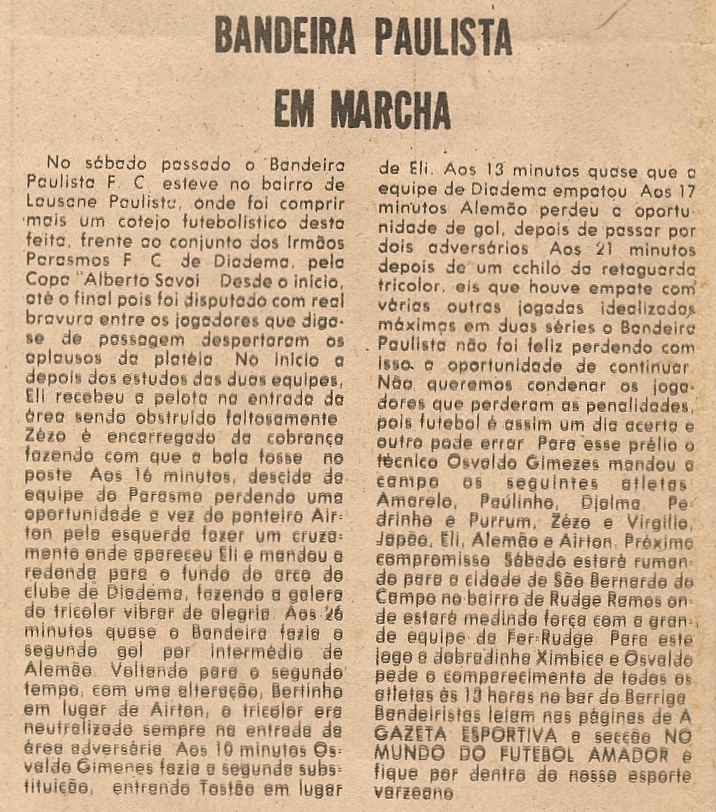 BANDEIRA PAULISTA
EM MARCHA
No sábado passado o Bandeira
Paulista F. C. esteve no bairro de
Lausane Paulista, onde foi comprir
mais um cotejo futebolístico desta
feita, frente ao conjunto dos Irmãos
Parasmos F. C de Diadema, pela
Copa "Alberto Savoi Desde o início,
até o final pois foi disputado com real
bravura entre os jogadores que diga-
se de passagem despertaram os
aplausos da platéia No início a
depois dos estudos das duas equipes,
Eli recebeu a pelota na entrada da
área sendo obstruído faltosamente
Zézo é encarregado da cobrança
fazendo com que a bola fosse no
poste Aos 16 minutos, descida da
equipe do Parasmo perdendo uma
oportunidade a vez do ponteiro Air-
ton pela esquerda fazer um cruza-
mento onde apareceu Eli e mandou a
redonda para o fundo do arco do
clube de Diadema, fazendo a galera
do tricolor vibrar de alegria Aos 26
minutos quase o Bandeira fazia o
segundo gol por intermédio de
Alemão. Voltando para o segundo
tempo, com uma alteração, Bertinho
em lugar de Airton, o tricolor era
neutralizado sempre na entrada da
área adversária Aos 10 minutos Os-
valdo Gimenes fazia a segunda subs-
tituição, entrando Tostão em lugar
de Eli. Aos 13 minutos quase que a
equipe de Diadema empatou Aos 17
minutos Alemão perdeu a oportu-
nidade de gol, depois de passar por
dois adversários Aos 21 minutos
depois de um cchilo da retaguarda
tricolor, eis que houve empate com
várias outras jogadas idealizadas
máximas em duas séries o Bandeira
Paulista não foi feliz perdendo com
isso a oportunidade de continuar
Não queremos condenar os joga-
dores que perderam as penalidades,
pois futebol é assim um dia acerta e
outro pode errar Para esse prélio o
técnico Osvaldo Gimezes mandou a
campo os seguintes atletas
Amarelo, Paulinho, Djalma, Pe-
drinho e Purrum, Zézo e Virgílio,
Japão, Eli, Alemão e Airton. Próximo
compromisso Sábado estará ruman-
do para a cidade de São Bernardo do
Campo no bairro de Rudge Ramos on-
de estará medindo força com a gran-
de equipe da Fer-Rudge Para este
jogo a dobradinha Ximbica e Osvaldo
pede o comparecimento de todos os
atletas às 13 horas no bar do Barriga
Bandeiristas leiam nas páginas de A
GAZETA ESPORTIVA a secção NO
MUNDO DO FUTEBOL AMADOR e
fique por dentro do nosso esporte
varzeano